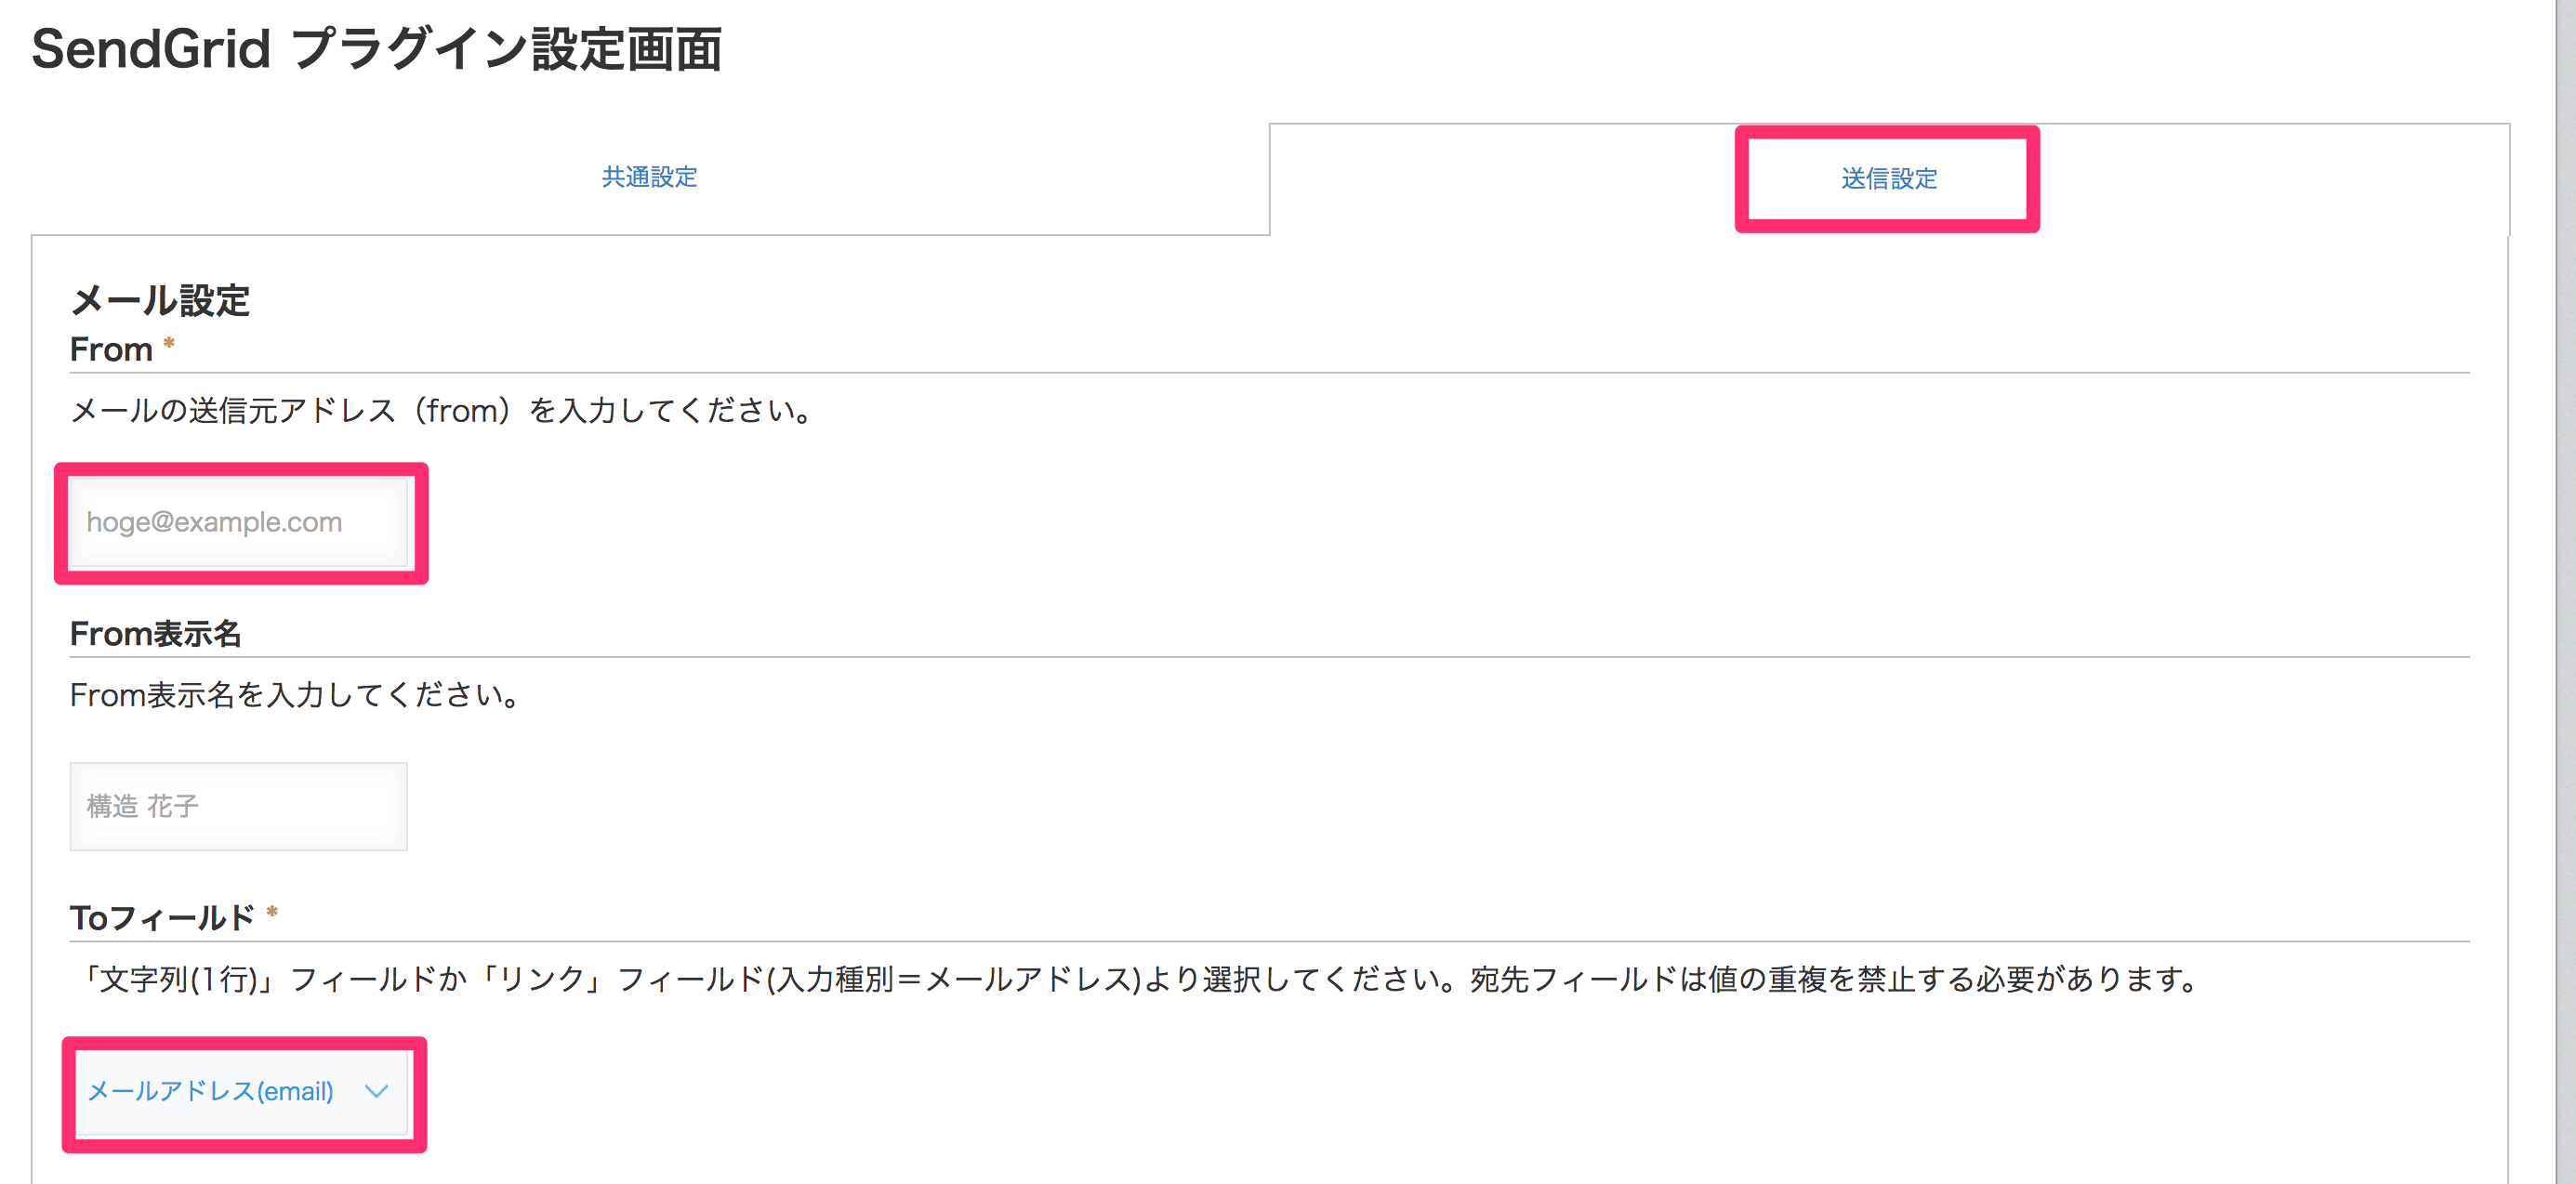 SendGrid プラグイン設定画面
共通設定
送信設定
メール設定
From *
メールの送信元アドレス（from）を入力してください。
hoge@example.com
From表示名
From表示名を入力してください。
構造 花子
Toフィールド *
「文字列(1行)」フィールドか「リンク」フィールド(入力種別＝メールアドレス)より選択してください。宛先フィールドは値の重複を禁止する必要があります。
メールアドレス(email)